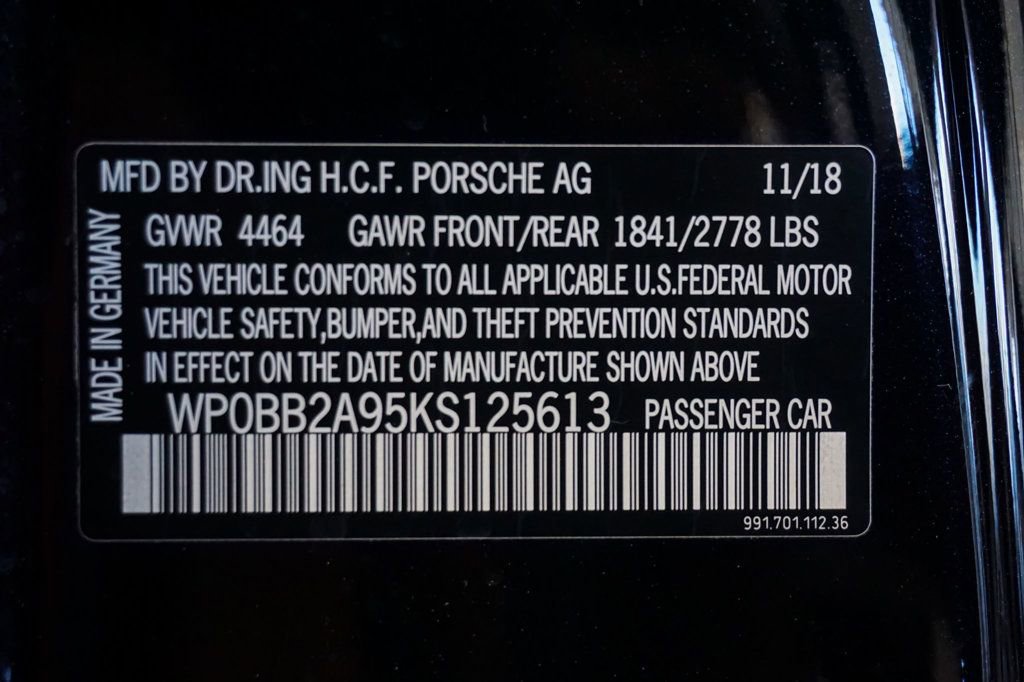 MFD BY DR.ING H.C.F. PORSCHE AG 11/18
MADE IN GERMANY
GVWR 4464 GAWR FRONT/REAR 1841/2778 LBS
THIS VEHICLE CONFORMS TO ALL APPLICABLE U.S.FEDERAL MOTOR
VEHICLE SAFETY,BUMPER,AND THEFT PREVENTION STANDARDS
IN EFFECT ON THE DATE OF MANUFACTURE SHOWN ABOVE
WP0BB2A95KS125613 PASSENGER CAR
991.701.112.36